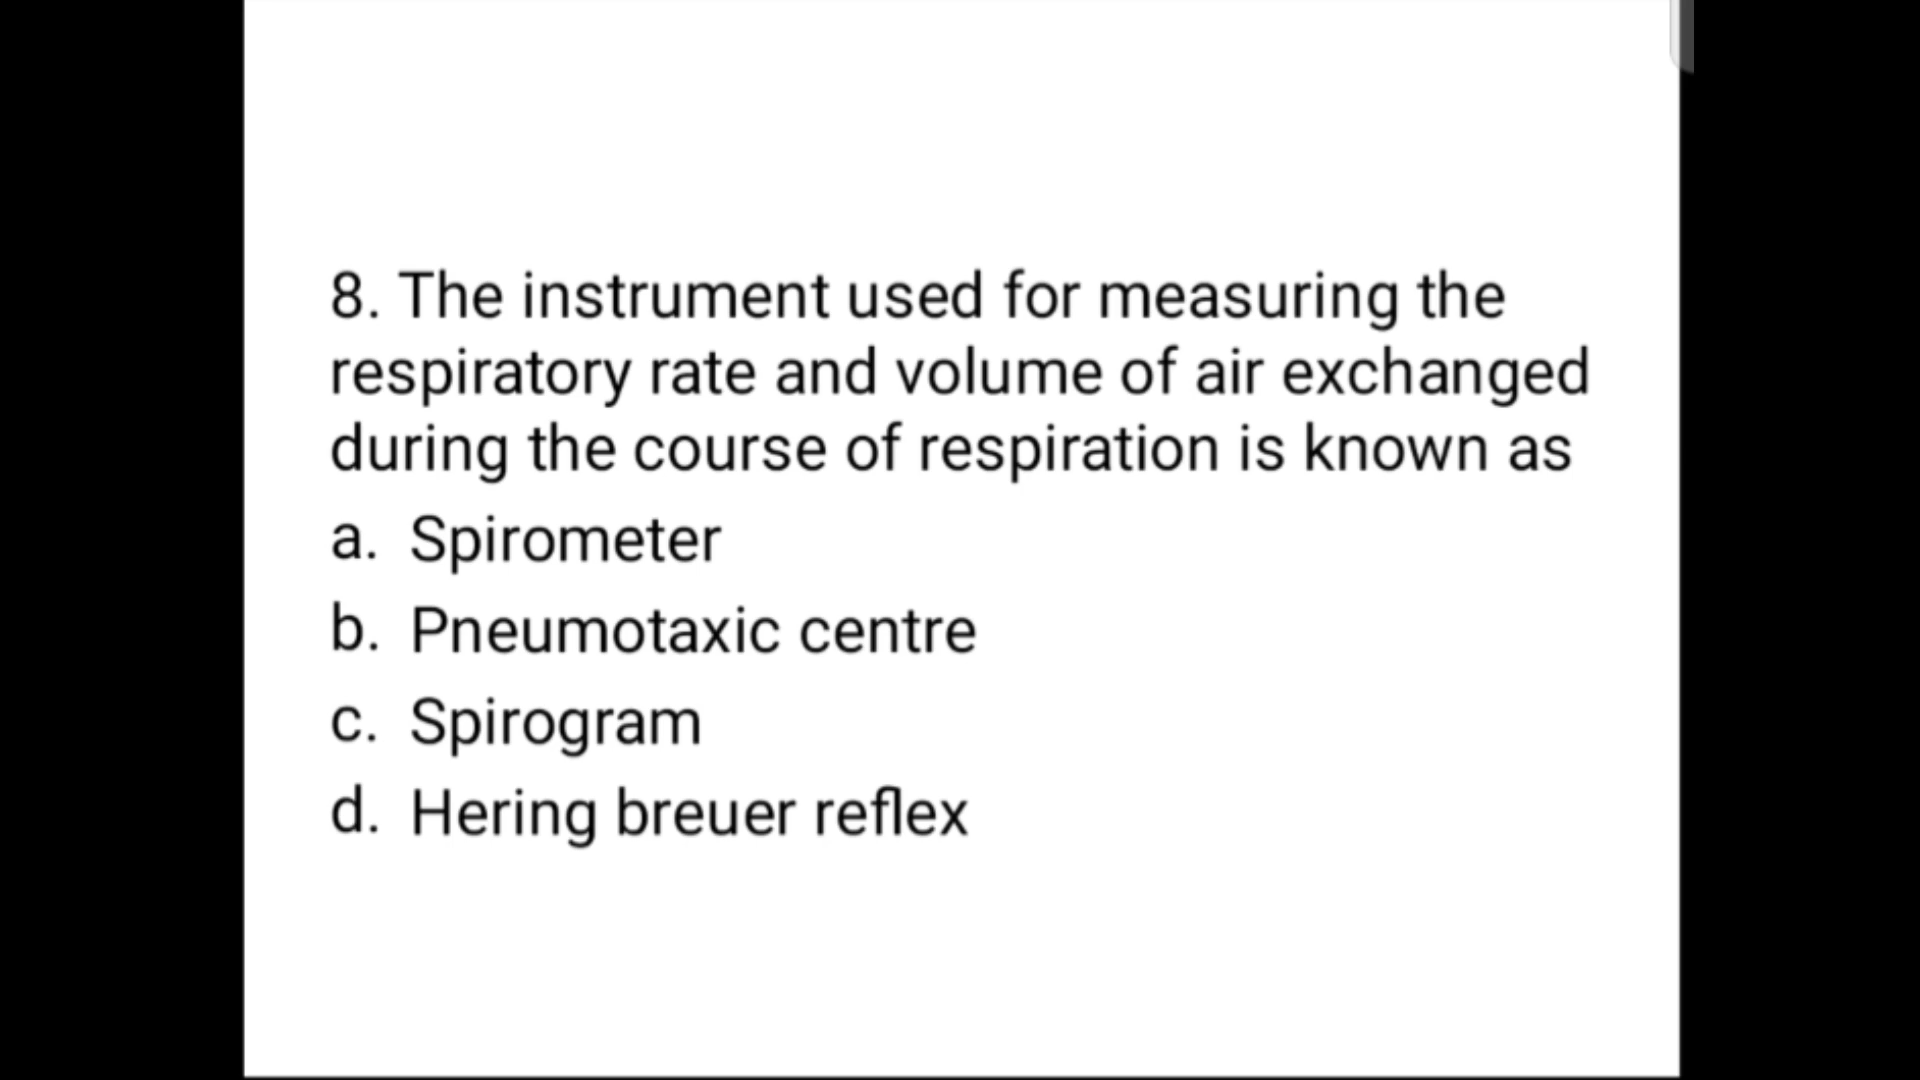 8. The instrument used for measuring the
respiratory rate and volume of air exchanged
during the course of respiration is known as
a. Spirometer
b. Pneumotaxic centre
c. Spirogram
d. Hering breuer reflex